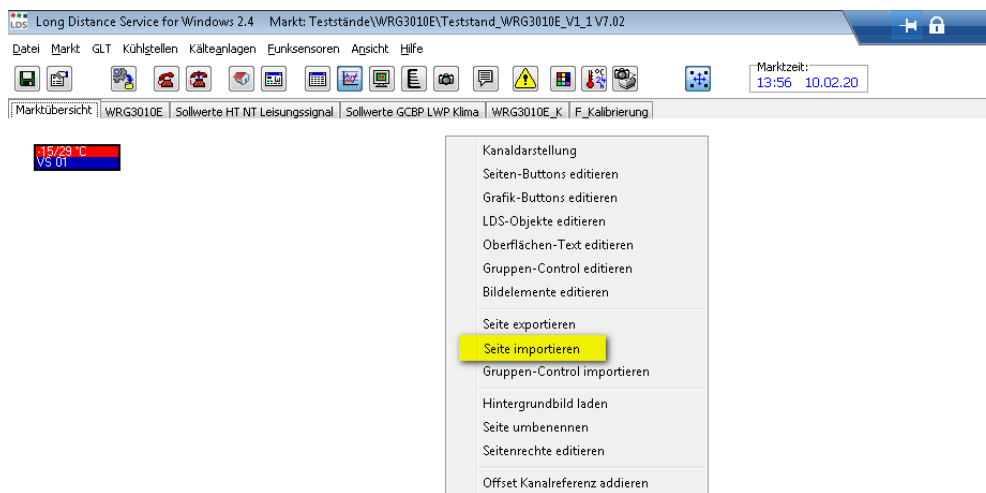 LDS Long Distance Service for Windows 2.4 Markt: Teststände\WRG3010E\Teststand_WRG3010E_V1_1 V7.02
Datei Markt GLT Kühlstellen Kälteanlagen Funksensoren Ansicht Hilfe
Marktzeit:
13:56 10.02.20
Marktübersicht WRG3010E Sollwerte HT NT Leisungssignal Sollwerte GCBP LWP Klima WRG3010E_K F_Kalibrierung
-15/29 °C
VS 01
Kanaldarstellung
Seiten-Buttons editieren
Grafik-Buttons editieren
LDS-Objekte editieren
Oberflächen-Text editieren
Gruppen-Control editieren
Bildelemente editieren
Seite exportieren
Seite importieren
Gruppen-Control importieren
Hintergrundbild laden
Seite umbenennen
Seitenrechte editieren
Offset Kanalreferenz addieren